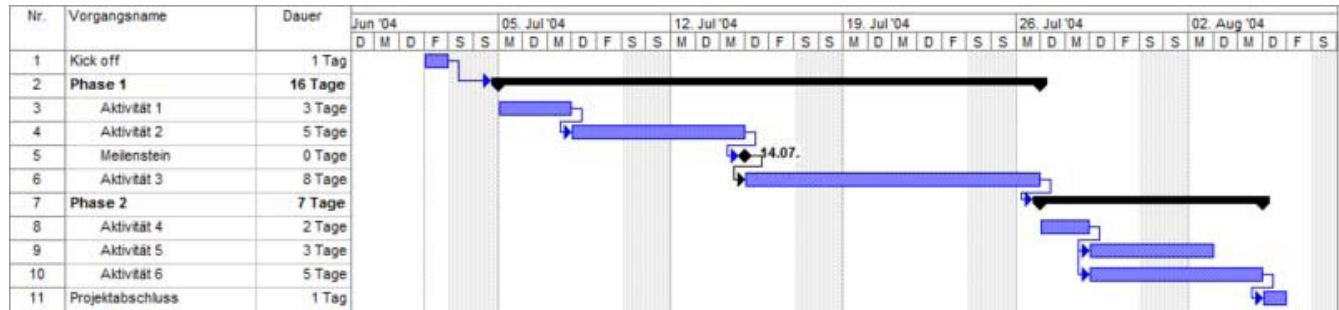 Nr. Vorgangsname Dauer Jun '04 05. Jul '04 12. Jul '04 19. Jul '04 26. Jul '04 02. Aug '04
D M D F S S M D M D F S S M D M D F S S M D M D F S S M D M D F S S M D M D F S
1 Kick off 1 Tag
2 Phase 1 16 Tage
3 Aktivität 1 3 Tage
4 Aktivität 2 5 Tage
5 Meilenstein 0 Tage 14.07.
6 Aktivität 3 8 Tage
7 Phase 2 7 Tage
8 Aktivität 4 2 Tage
9 Aktivität 5 3 Tage
10 Aktivität 6 5 Tage
11 Projektabschluss 1 Tag